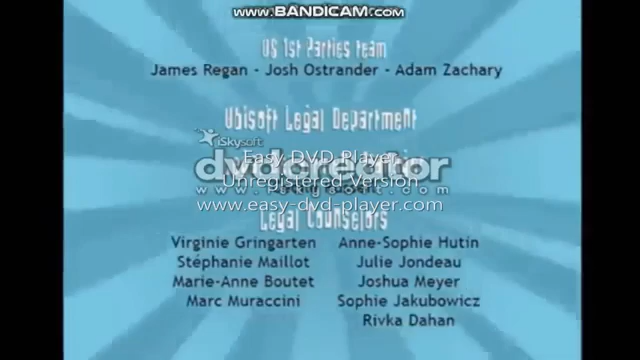 www.BANDICAM.com
US 1st Parties team
James Regan - Josh Ostrander - Adam Zachary
Ubisoft Legal Department
iSkysoft
dvdcreator
Easy DVD Player
Unregistered Version
www.easy-dvd-player.com
Legal Counselors
Virginie Gringarten Anne-Sophie Hutin
Stéphanie Maillot Julie Jondeau
Marie-Anne Boutet Joshua Meyer
Marc Muraccini Sophie Jakubowicz
Rivka Dahan